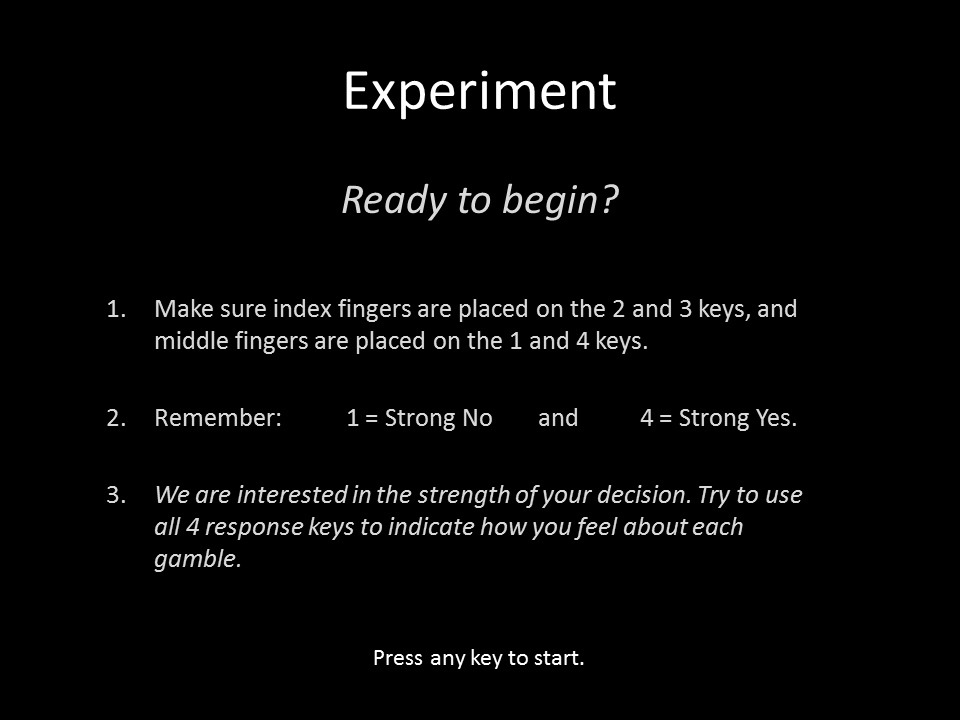 Experiment
Ready to begin?
1. Make sure index fingers are placed on the 2 and 3 keys, and
middle fingers are placed on the 1 and 4 keys.
2. Remember: 1 = Strong No and 4 = Strong Yes.
3. We are interested in the strength of your decision. Try to use
all 4 response keys to indicate how you feel about each
gamble.
Press any key to start.